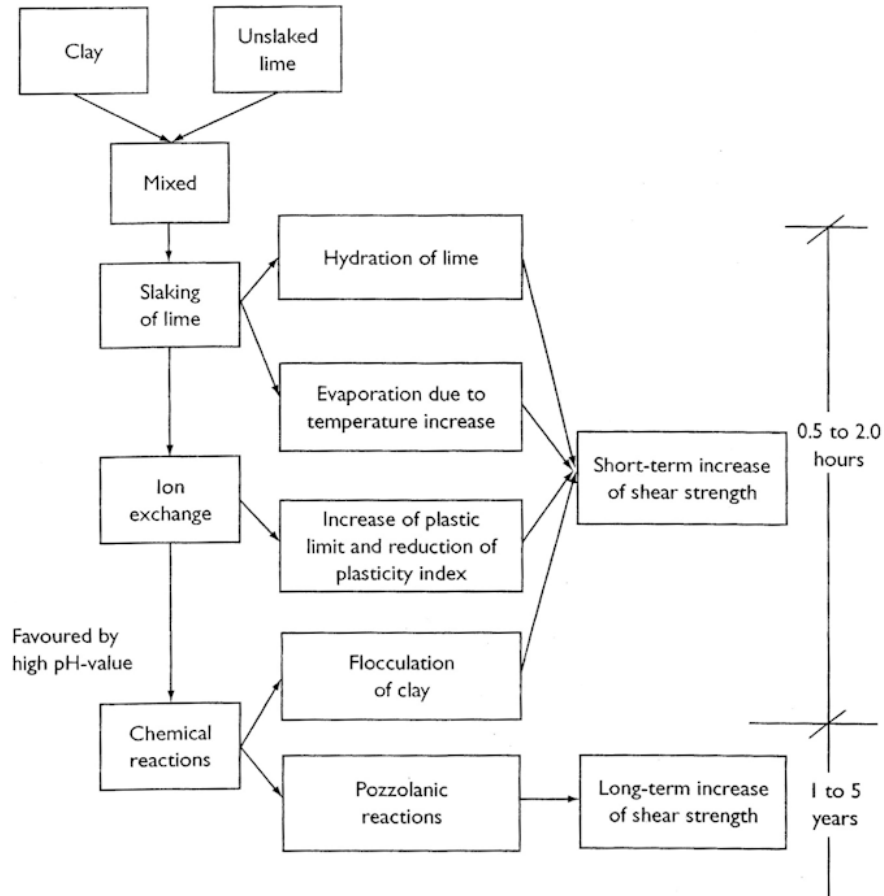 Clay
Unslaked
lime
Mixed
Slaking
of lime
Hydration of lime
Evaporation due to
temperature increase
Ion
exchange
Increase of plastic
limit and reduction of
plasticity index
Short-term increase
of shear strength
0.5 to 2.0
hours
Favoured by
high pH-value
Flocculation
of clay
Chemical
reactions
Pozzolanic
reactions
Long-term increase
of shear strength
1 to 5
years